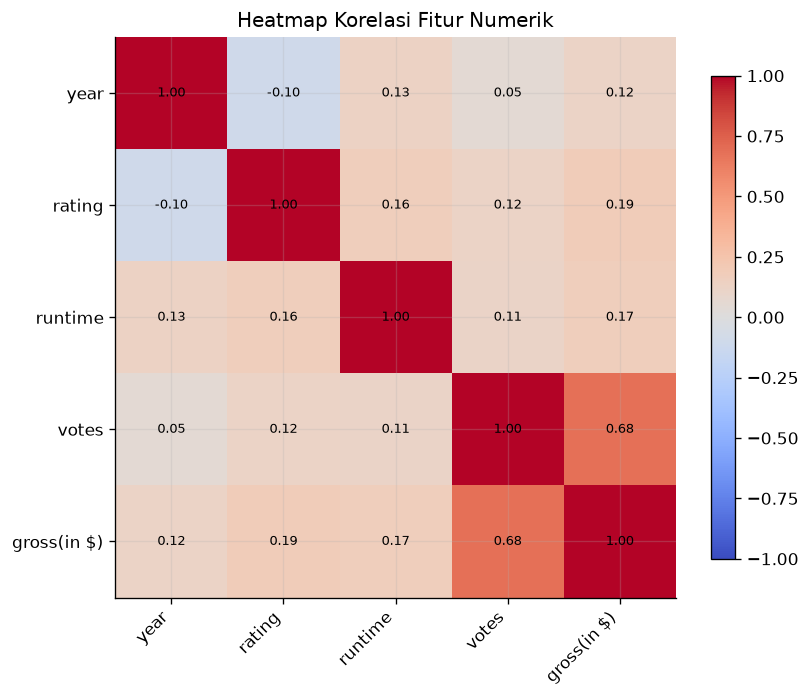 Heatmap Korelasi Fitur Numerik
year 1.00 -0.10 0.13 0.05 0.12
rating -0.10 1.00 0.16 0.12 0.19
runtime 0.13 0.16 1.00 0.11 0.17
votes 0.05 0.12 0.11 1.00 0.68
gross(in $) 0.12 0.19 0.17 0.68 1.00
year rating runtime votes gross(in $)
1.00
0.75
0.50
0.25
0.00
−0.25
−0.50
−0.75
−1.00